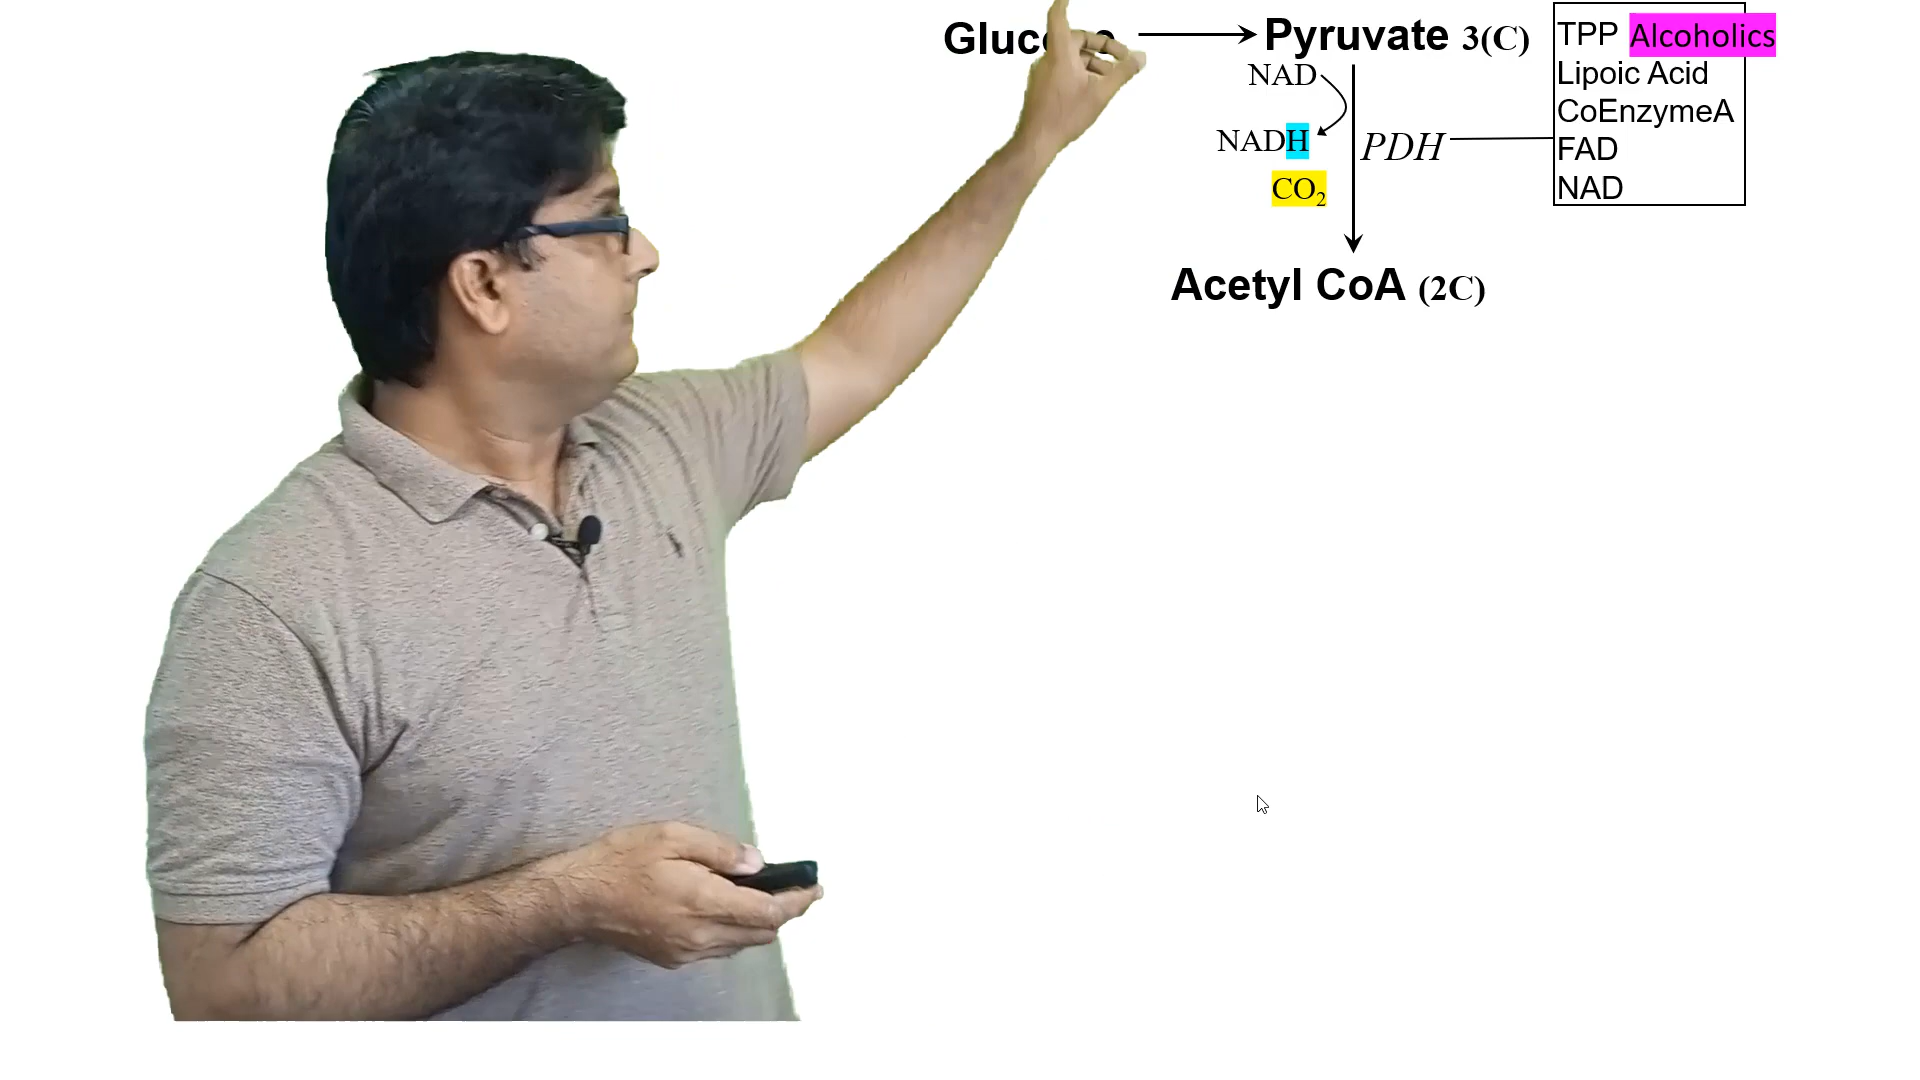 Pyruvate 3(C)
TPP Alcoholics
Lipoic Acid
CoEnzymeA
FAD
NAD
NAD
NADH
PDH
CO₂
Acetyl CoA (2C)